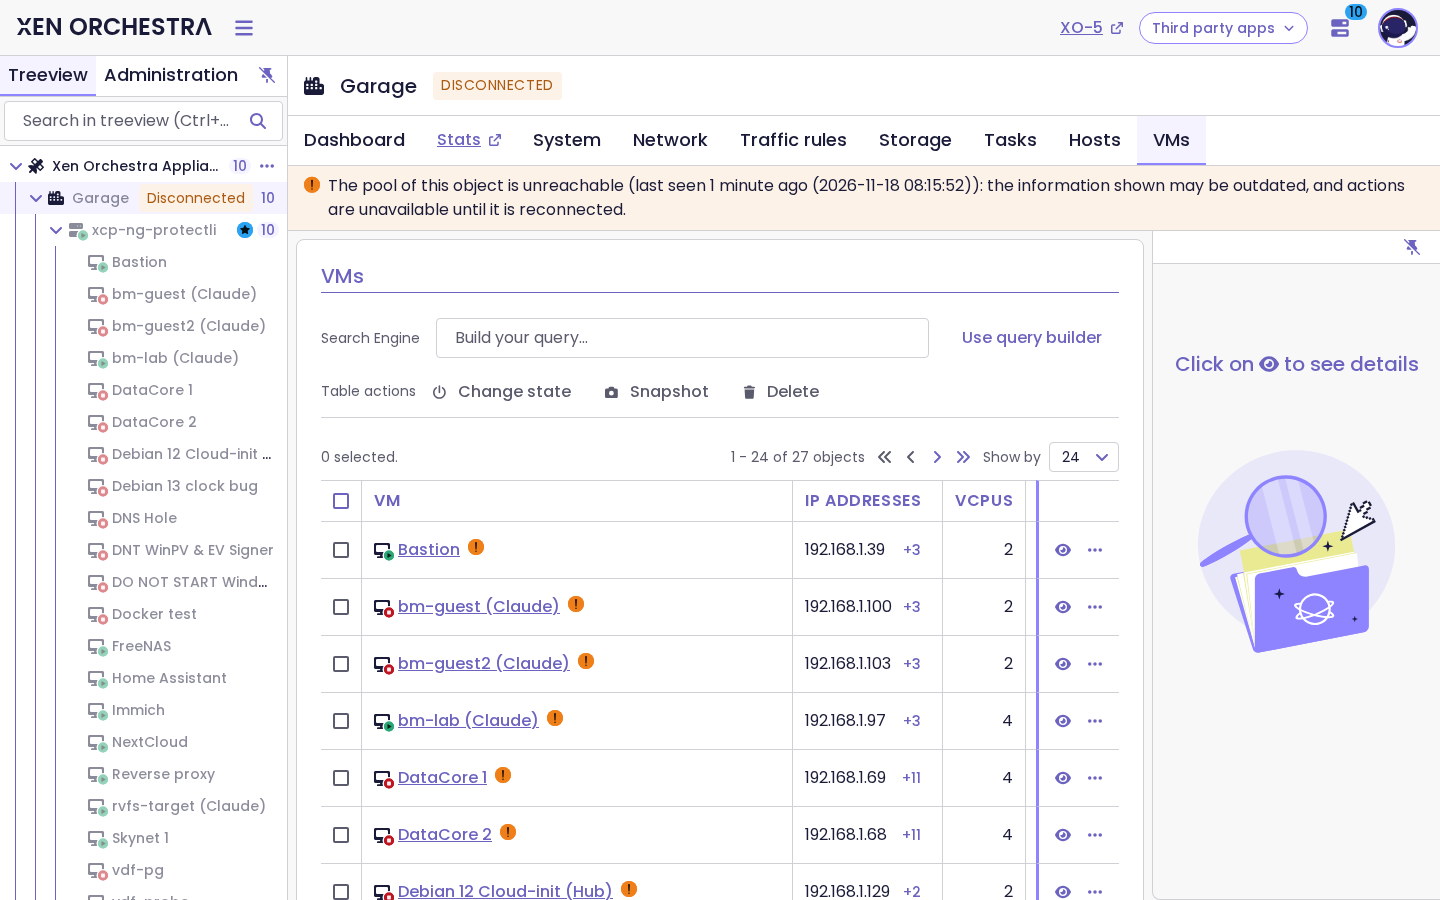 XEN ORCHESTRA
XO-5
Third party apps
10
Treeview
Administration
Search in treeview (Ctrl+...
Xen Orchestra Applia... 10
Garage Disconnected 10
xcp-ng-protectli 10
Bastion
bm-guest (Claude)
bm-guest2 (Claude)
bm-lab (Claude)
DataCore 1
DataCore 2
Debian 12 Cloud-init ...
Debian 13 clock bug
DNS Hole
DNT WinPV & EV Signer
DO NOT START Wind...
Docker test
FreeNAS
Home Assistant
Immich
NextCloud
Reverse proxy
rvfs-target (Claude)
Skynet 1
vdf-pg
Garage DISCONNECTED
Dashboard Stats System Network Traffic rules Storage Tasks Hosts VMs
The pool of this object is unreachable (last seen 1 minute ago (2026-11-18 08:15:52)): the information shown may be outdated, and actions
are unavailable until it is reconnected.
VMs
Search Engine Build your query... Use query builder
Table actions Change state Snapshot Delete
0 selected. 1 - 24 of 27 objects Show by 24
VM IP ADDRESSES VCPUS
Bastion 192.168.1.39 +3 2
bm-guest (Claude) 192.168.1.100 +3 2
bm-guest2 (Claude) 192.168.1.103 +3 2
bm-lab (Claude) 192.168.1.97 +3 4
DataCore 1 192.168.1.69 +11 4
DataCore 2 192.168.1.68 +11 4
Debian 12 Cloud-init (Hub) 192.168.1.129 +2 2
Click on to see details